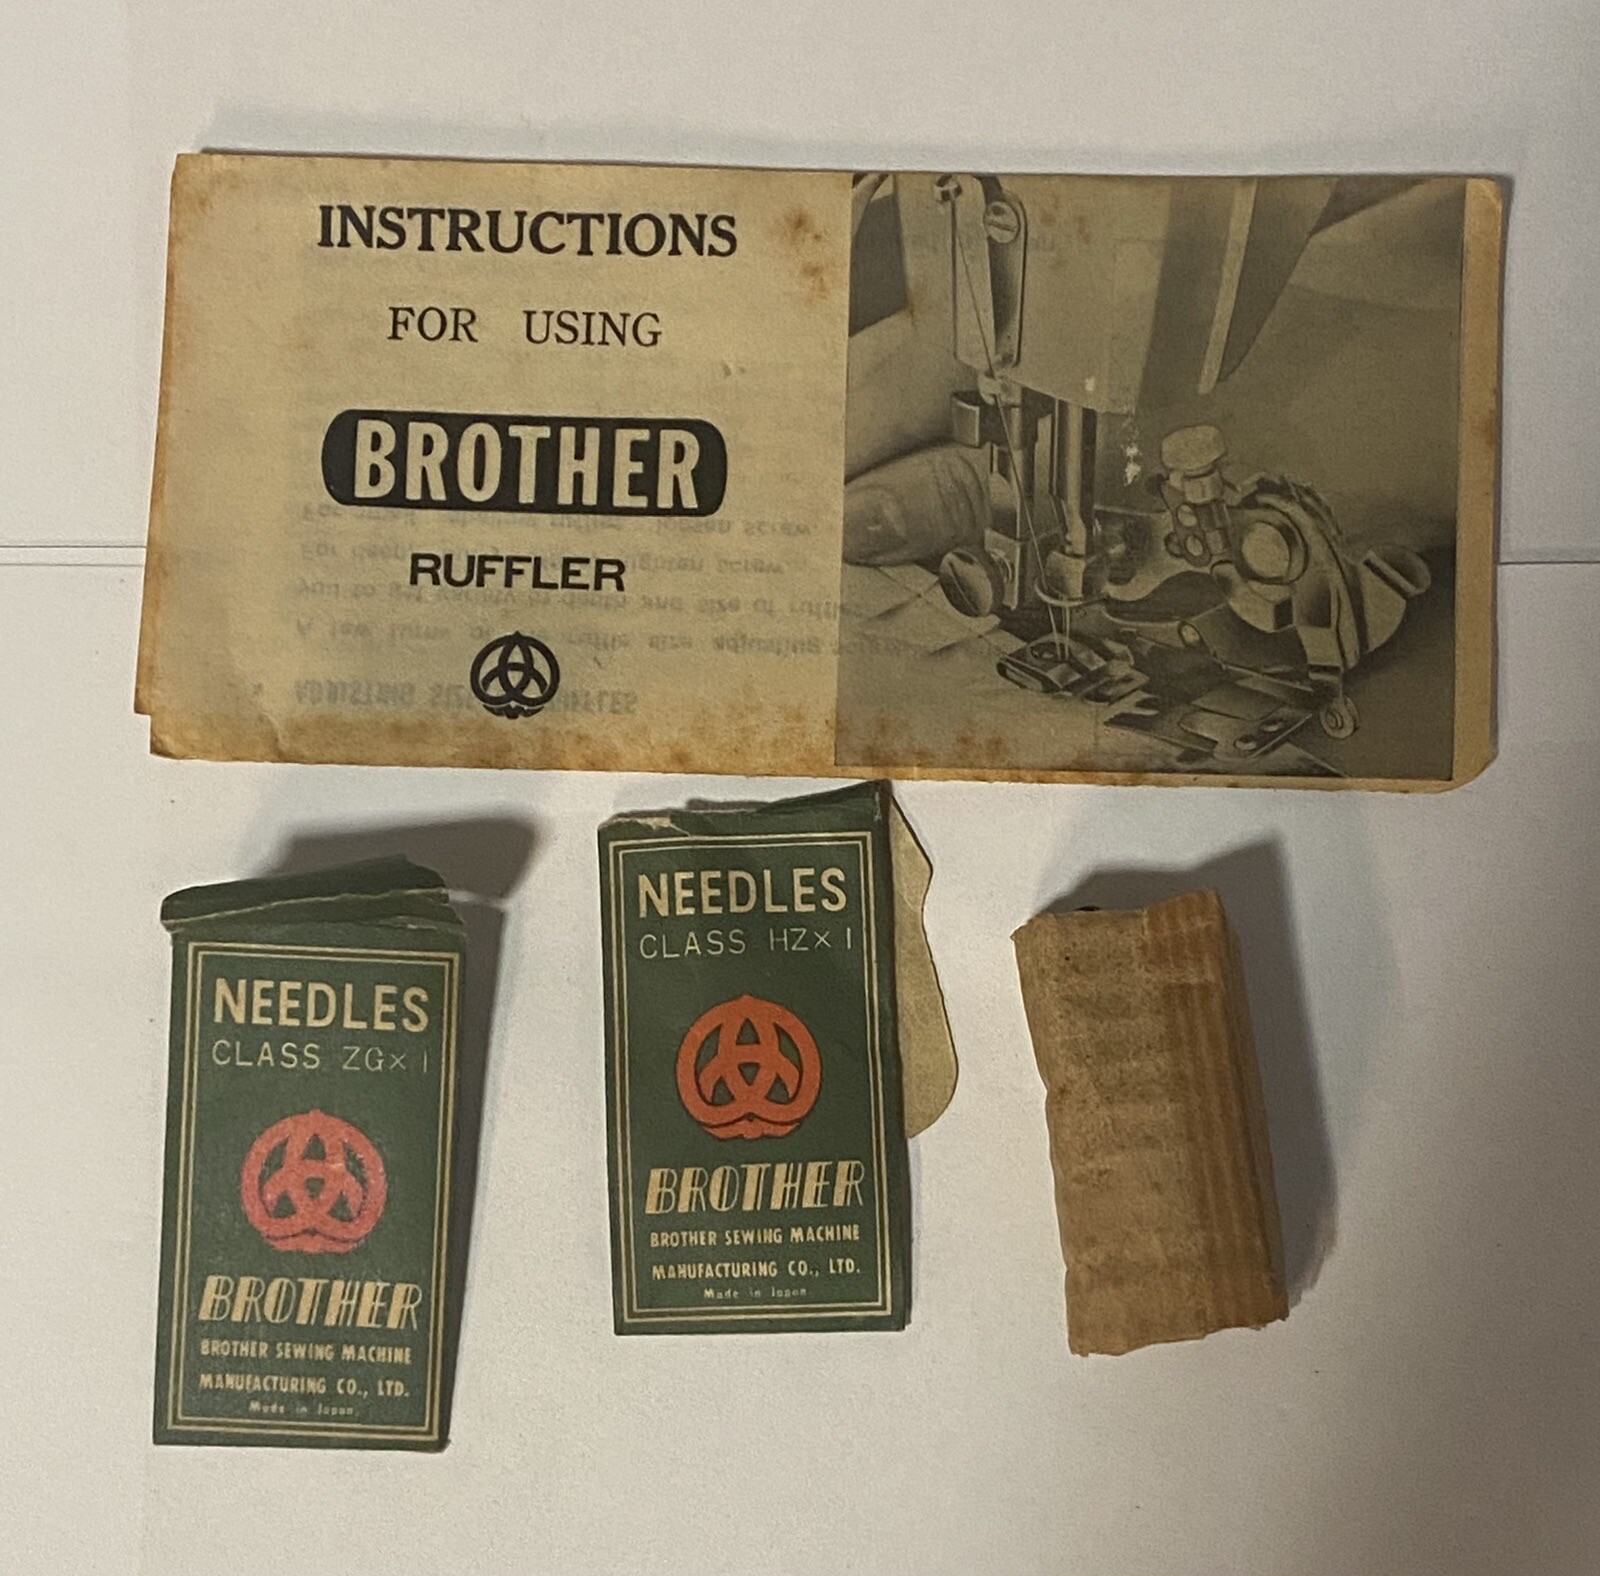 INSTRUCTIONS
FOR USING
BROTHER
RUFFLER
NEEDLES
CLASS ZG×1
BROTHER
BROTHER SEWING MACHINE
MANUFACTURING CO., LTD.
Made in Japan.
NEEDLES
CLASS HZ×1
BROTHER
BROTHER SEWING MACHINE
MANUFACTURING CO., LTD.
Made in Japan